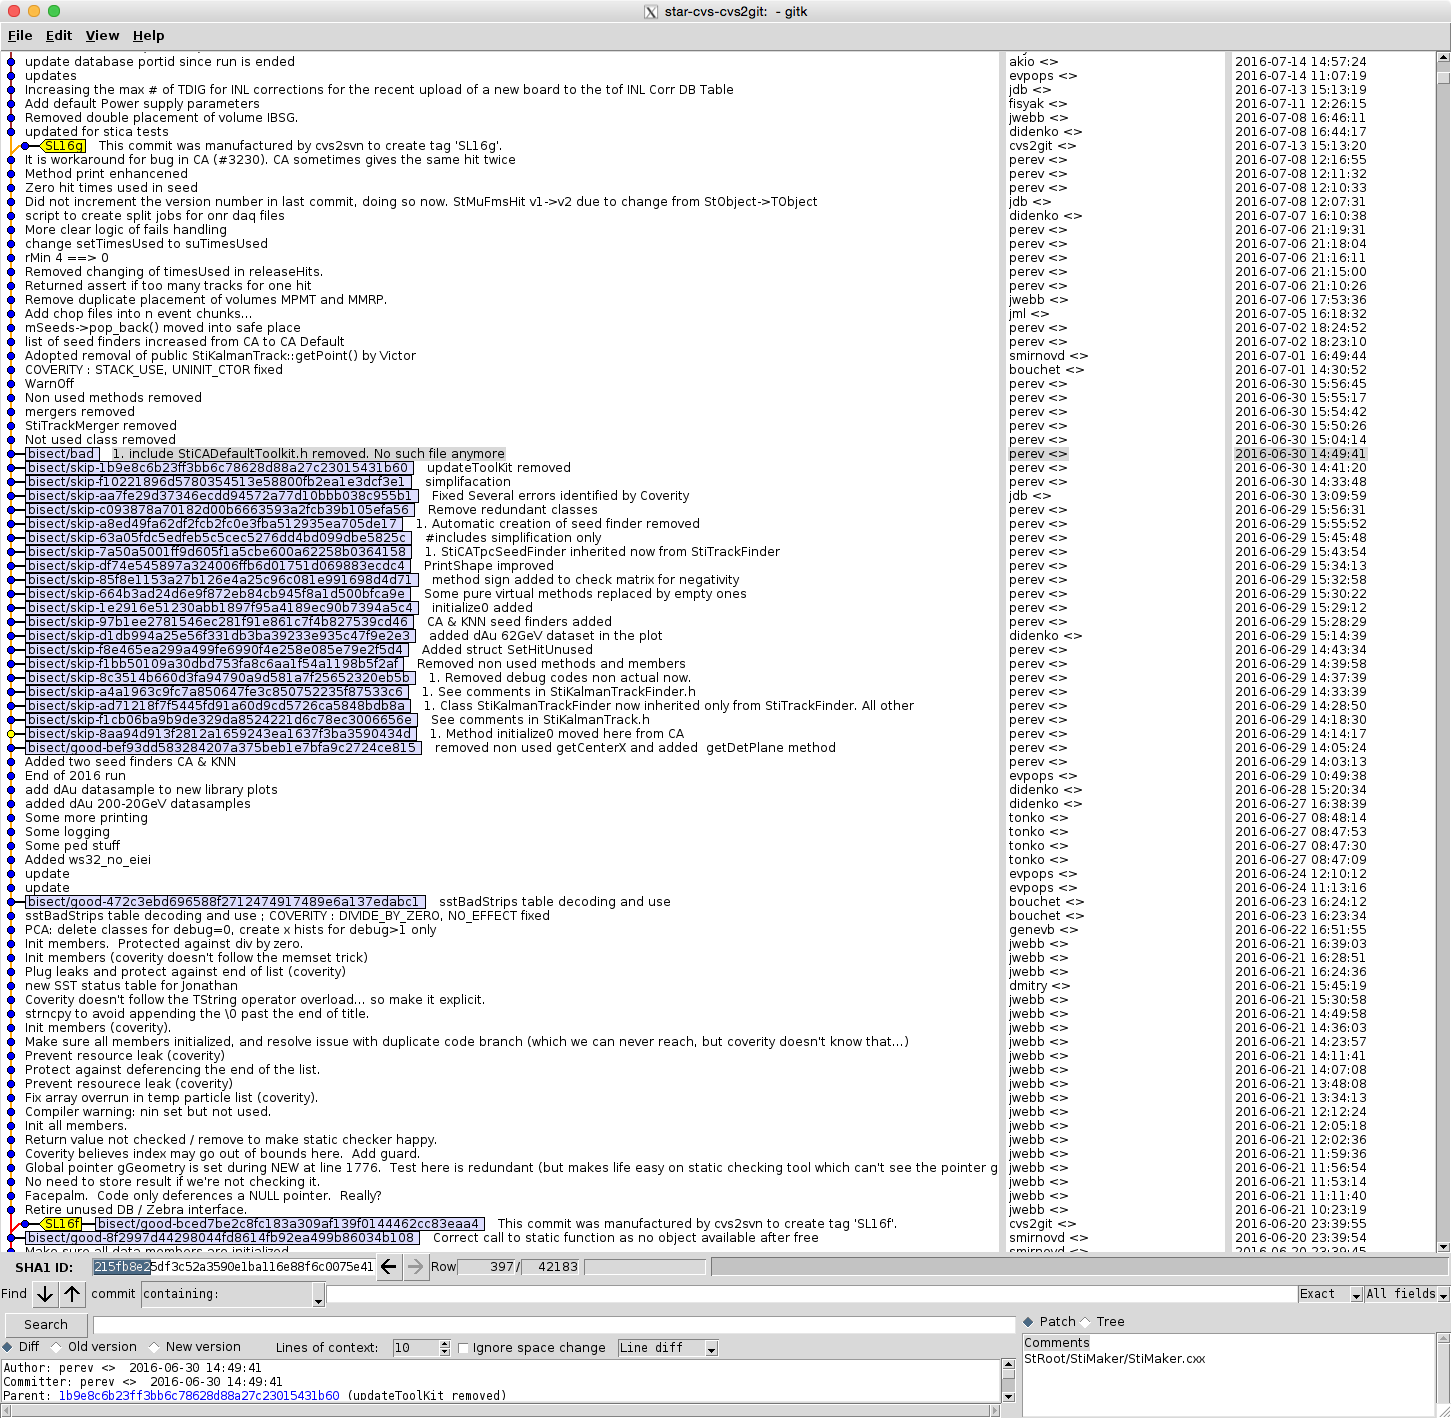 star-cvs-cvs2git: - gitk
File Edit View Help
update database portid since run is ended akio <> 2016-07-14 14:57:24
updates evpops <> 2016-07-14 11:07:19
Increasing the max # of TDIG for INL corrections for the recent upload of a new board to the tof INL Corr DB Table jdb <> 2016-07-13 15:13:19
Add default Power supply parameters fisyak <> 2016-07-11 12:26:15
Removed double placement of volume IBSG. jwebb <> 2016-07-08 16:46:11
updated for stica tests didenko <> 2016-07-08 16:44:17
SL16g This commit was manufactured by cvs2svn to create tag 'SL16g'. cvs2git <> 2016-07-13 15:13:20
It is workaround for bug in CA (#3230). CA sometimes gives the same hit twice perev <> 2016-07-08 12:16:55
Method print enhancened perev <> 2016-07-08 12:11:32
Zero hit times used in seed perev <> 2016-07-08 12:10:33
Did not increment the version number in last commit, doing so now. StMuFmsHit v1->v2 due to change from StObject->TObject jdb <> 2016-07-08 12:07:31
script to create split jobs for onr daq files didenko <> 2016-07-07 16:10:38
More clear logic of fails handling perev <> 2016-07-06 21:19:31
change setTimesUsed to suTimesUsed perev <> 2016-07-06 21:18:04
rMin 4 ==> 0 perev <> 2016-07-06 21:16:11
Removed changing of timesUsed in releaseHits. perev <> 2016-07-06 21:15:00
Returned assert if too many tracks for one hit perev <> 2016-07-06 21:10:26
Remove duplicate placement of volumes MPMT and MMRP. jwebb <> 2016-07-06 17:53:36
Add chop files into n event chunks... jml <> 2016-07-05 16:18:32
mSeeds->pop_back() moved into safe place perev <> 2016-07-02 18:24:52
list of seed finders increased from CA to CA Default perev <> 2016-07-02 18:23:10
Adopted removal of public StiKalmanTrack::getPoint() by Victor smirnovd <> 2016-07-01 16:49:44
COVERITY : STACK_USE, UNINIT_CTOR fixed bouchet <> 2016-07-01 14:30:52
WarnOff perev <> 2016-06-30 15:56:45
Non used methods removed perev <> 2016-06-30 15:55:17
mergers removed perev <> 2016-06-30 15:54:42
StiTrackMerger removed perev <> 2016-06-30 15:50:26
Not used class removed perev <> 2016-06-30 15:04:14
bisect/bad 1. include StiCADefaultToolkit.h removed. No such file anymore perev <> 2016-06-30 14:49:41
bisect/skip-1b9e8c6b23ff3bb6c78628d88a27c23015431b60 updateToolKit removed perev <> 2016-06-30 14:41:20
bisect/skip-f10221896d5780354513e58800fb2ea1e3dcf3e1 simplifacation perev <> 2016-06-30 14:33:48
bisect/skip-aa7fe29d37346ecdd94572a77d10bbb038c955b1 Fixed Several errors identified by Coverity jdb <> 2016-06-30 13:09:59
bisect/skip-c093878a70182d00b6663593a2fcb39b105efa56 Remove redundant classes perev <> 2016-06-29 15:56:31
bisect/skip-a8ed49fa62df2fcb2fc0e3fba512935ea705de17 1. Automatic creation of seed finder removed perev <> 2016-06-29 15:55:52
bisect/skip-63a05fdc5edfeb5c5cec5276dd4bd099dbe5825c #includes simplification only perev <> 2016-06-29 15:45:48
bisect/skip-7a50a5001ff9d605f1a5cbe600a62258b0364158 1. StiCATpcSeedFinder inherited now from StiTrackFinder perev <> 2016-06-29 15:43:54
bisect/skip-df74e545897a324006ffb6d01751d069883ecdc4 PrintShape improved perev <> 2016-06-29 15:34:13
bisect/skip-85f8e1153a27b126e4a25c96c081e991698d4d71 method sign added to check matrix for negativity perev <> 2016-06-29 15:32:58
bisect/skip-664b3ad24d6e9f872eb84cb945f8a1d500bfca9e Some pure virtual methods replaced by empty ones perev <> 2016-06-29 15:30:22
bisect/skip-1e2916e51230abb1897f95a4189ec90b7394a5c4 initialize0 added perev <> 2016-06-29 15:29:12
bisect/skip-97b1ee2781546ec281f91e861c7f4b827539cd46 CA & KNN seed finders added perev <> 2016-06-29 15:28:29
bisect/skip-d1db994a25e56f331db3ba39233e935c47f9e2e3 added dAu 62GeV dataset in the plot didenko <> 2016-06-29 15:14:39
bisect/skip-f8e465ea299a499fe6990f4e258e085e79e2f5d4 Added struct SetHitUnused perev <> 2016-06-29 14:43:34
bisect/skip-f1bb50109a30dbd753fa8c6aa1f54a1198b5f2af Removed non used methods and members perev <> 2016-06-29 14:39:58
bisect/skip-8c3514b660d3fa94790a9d581a7f25652320eb5b 1. Removed debug codes non actual now. perev <> 2016-06-29 14:37:39
bisect/skip-a4a1963c9fc7a850647fe3c850752235f87533c6 1. See comments in StiKalmanTrackFinder.h perev <> 2016-06-29 14:33:39
bisect/skip-ad71218f7f5445fd91a60d9cd5726ca5848bdb8a 1. Class StiKalmanTrackFinder now inherited only from StiTrackFinder. All other perev <> 2016-06-29 14:28:50
bisect/skip-f1cb06ba9b9de329da8524221d6c78ec3006656e See comments in StiKalmanTrack.h perev <> 2016-06-29 14:18:30
bisect/skip-8aa94d913f2812a1659243ea1637f3ba3590434d 1. Method initialize0 moved here from CA perev <> 2016-06-29 14:14:17
bisect/good-bef93dd583284207a375beb1e7bfa9c2724ce815 removed non used getCenterX and added getDetPlane method perev <> 2016-06-29 14:05:24
Added two seed finders CA & KNN perev <> 2016-06-29 14:03:13
End of 2016 run evpops <> 2016-06-29 10:49:38
add dAu datasample to new library plots didenko <> 2016-06-28 15:20:34
added dAu 200-20GeV datasamples didenko <> 2016-06-27 16:38:39
Some more printing tonko <> 2016-06-27 08:48:14
Some logging tonko <> 2016-06-27 08:47:53
Some ped stuff tonko <> 2016-06-27 08:47:30
Added ws32_no_eiei tonko <> 2016-06-27 08:47:09
update evpops <> 2016-06-24 12:10:12
update evpops <> 2016-06-24 11:13:16
bisect/good-472c3ebd696588f2712474917489e6a137edabc1 sstBadStrips table decoding and use bouchet <> 2016-06-23 16:24:12
sstBadStrips table decoding and use ; COVERITY : DIVIDE_BY_ZERO, NO_EFFECT fixed bouchet <> 2016-06-23 16:23:34
PCA: delete classes for debug=0, create x hists for debug>1 only genevb <> 2016-06-22 16:51:55
Init members. Protected against div by zero. jwebb <> 2016-06-21 16:39:03
Init members (coverity doesn't follow the memset trick) jwebb <> 2016-06-21 16:28:51
Plug leaks and protect against end of list (coverity) jwebb <> 2016-06-21 16:24:36
new SST status table for Jonathan dmitry <> 2016-06-21 15:45:19
Coverity doesn't follow the TString operator overload... so make it explicit. jwebb <> 2016-06-21 15:30:58
strncpy to avoid appending the \0 past the end of title. jwebb <> 2016-06-21 14:49:58
Init members (coverity). jwebb <> 2016-06-21 14:36:03
Make sure all members initialized, and resolve issue with duplicate code branch (which we can never reach, but coverity doesn't know that...) jwebb <> 2016-06-21 14:23:57
Prevent resource leak (coverity) jwebb <> 2016-06-21 14:11:41
Protect against deferencing the end of the list. jwebb <> 2016-06-21 14:07:08
Prevent resourece leak (coverity) jwebb <> 2016-06-21 13:48:08
Fix array overrun in temp particle list (coverity). jwebb <> 2016-06-21 13:34:13
Compiler warning: nin set but not used. jwebb <> 2016-06-21 12:12:24
Init all members. jwebb <> 2016-06-21 12:05:18
Return value not checked / remove to make static checker happy. jwebb <> 2016-06-21 12:02:36
Coverity believes index may go out of bounds here. Add guard. jwebb <> 2016-06-21 11:59:36
Global pointer gGeometry is set during NEW at line 1776. Test here is redundant (but makes life easy on static checking tool which can't see the pointer g jwebb <> 2016-06-21 11:56:54
No need to store result if we're not checking it. jwebb <> 2016-06-21 11:53:14
Facepalm. Code only deferences a NULL pointer. Really? jwebb <> 2016-06-21 11:11:40
Retire unused DB / Zebra interface. jwebb <> 2016-06-21 10:23:19
SL16f bisect/good-bced7be2c8fc183a309af139f0144462cc83eaa4 This commit was manufactured by cvs2svn to create tag 'SL16f'. cvs2git <> 2016-06-20 23:39:55
bisect/good-8f2997d44298044fd8614fb92ea499b86034b108 Correct call to static function as no object available after free smirnovd <> 2016-06-20 23:39:54
Make sure all data members are initialized smirnovd <> 2016-06-20 23:39:45
SHA1 ID: 215fb8e25df3c52a3590e1ba116e88f6c0075e41 Row 397 / 42183
Find commit containing: Exact All fields
Search
Patch Tree
Diff Old version New version Lines of context: 10 Ignore space change Line diff
Comments
StRoot/StiMaker/StiMaker.cxx
Author: perev <> 2016-06-30 14:49:41
Committer: perev <> 2016-06-30 14:49:41
Parent: 1b9e8c6b23ff3bb6c78628d88a27c23015431b60 (updateToolKit removed)